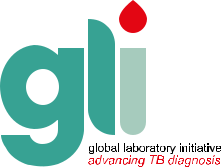 gli
global laboratory initiative
advancing TB diagnosis